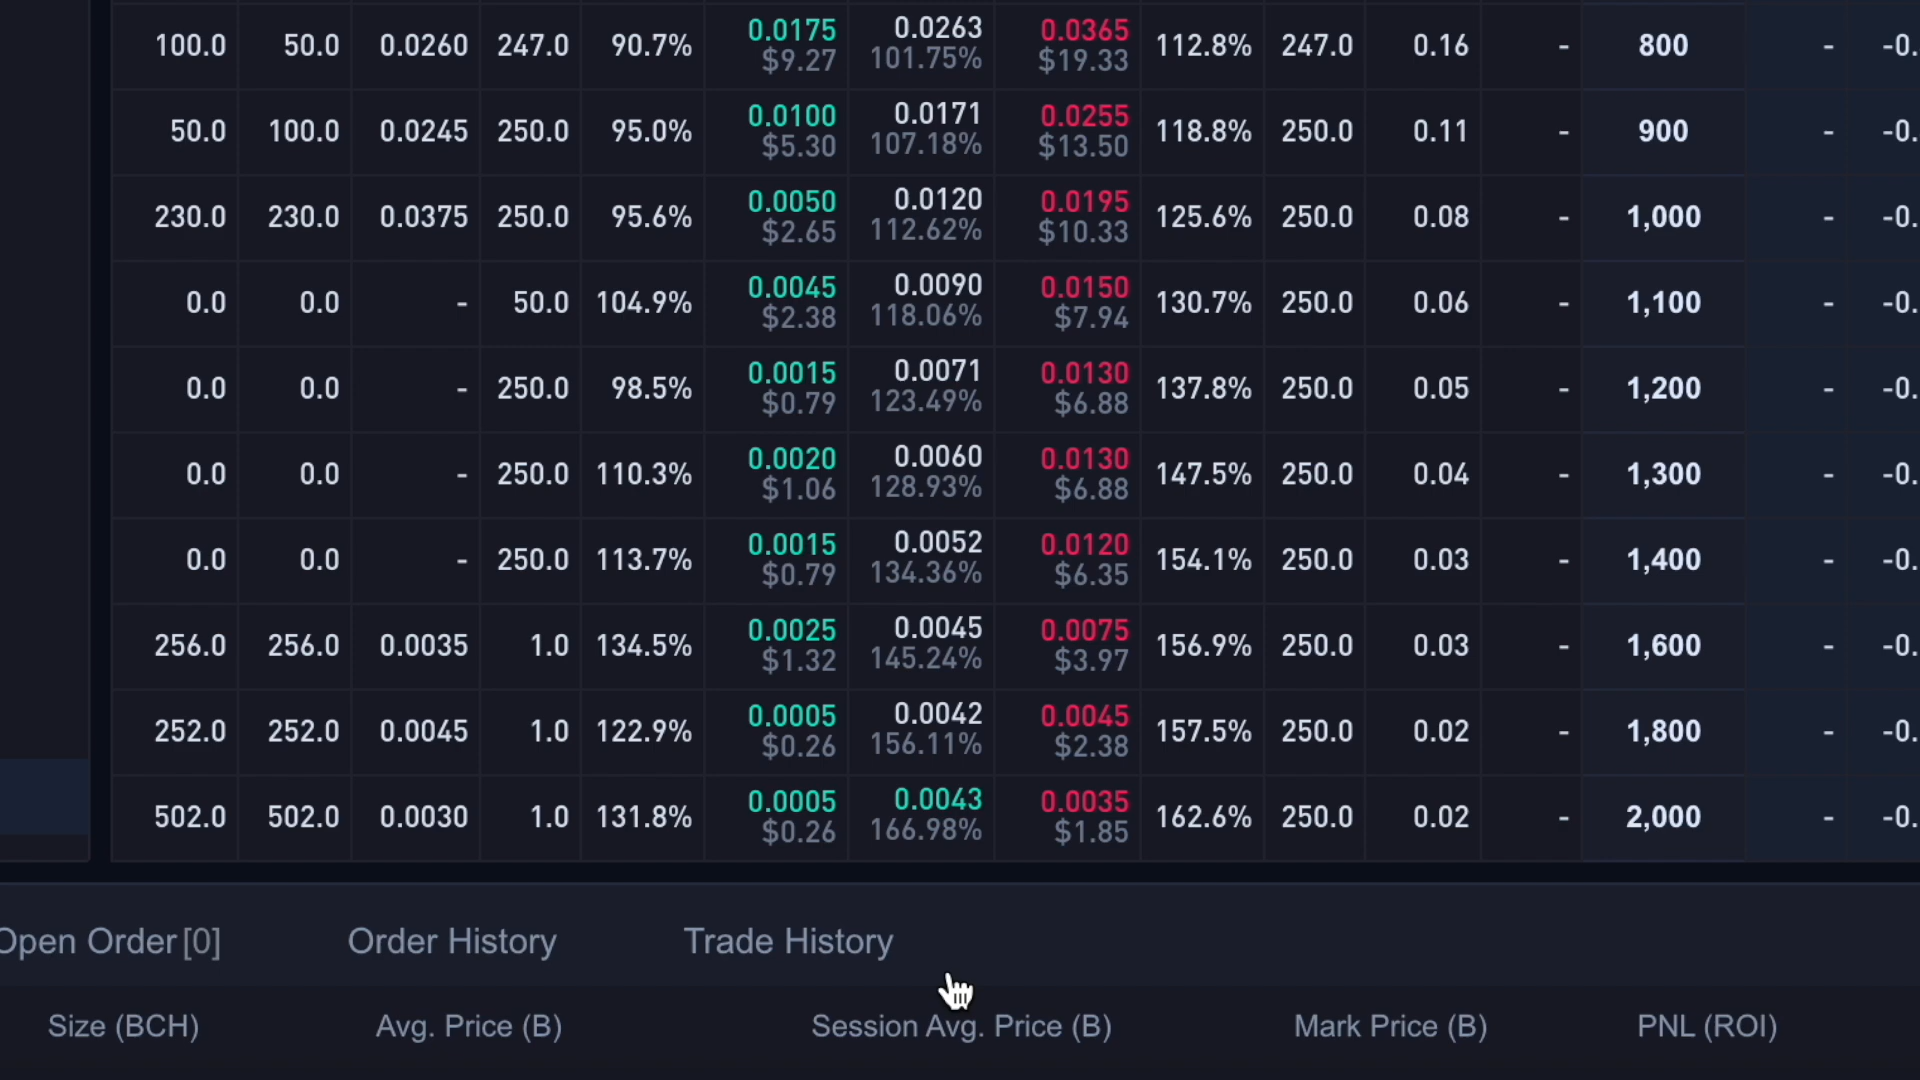 100.0 50.0 0.0260 247.0 90.7% 0.0175 0.0263 0.0365 112.8% 247.0 0.16 - 800 - -0.
$9.27 101.75% $19.33
50.0 100.0 0.0245 250.0 95.0% 0.0100 0.0171 0.0255 118.8% 250.0 0.11 - 900 - -0.
$5.30 107.18% $13.50
230.0 230.0 0.0375 250.0 95.6% 0.0050 0.0120 0.0195 125.6% 250.0 0.08 - 1,000 - -0.
$2.65 112.62% $10.33
0.0 0.0 - 50.0 104.9% 0.0045 0.0090 0.0150 130.7% 250.0 0.06 - 1,100 - -0.
$2.38 118.06% $7.94
0.0 0.0 - 250.0 98.5% 0.0015 0.0071 0.0130 137.8% 250.0 0.05 - 1,200 - -0.
$0.79 123.49% $6.88
0.0 0.0 - 250.0 110.3% 0.0020 0.0060 0.0130 147.5% 250.0 0.04 - 1,300 - -0.
$1.06 128.93% $6.88
0.0 0.0 - 250.0 113.7% 0.0015 0.0052 0.0120 154.1% 250.0 0.03 - 1,400 - -0.
$0.79 134.36% $6.35
256.0 256.0 0.0035 1.0 134.5% 0.0025 0.0045 0.0075 156.9% 250.0 0.03 - 1,600 - -0.
$1.32 145.24% $3.97
252.0 252.0 0.0045 1.0 122.9% 0.0005 0.0042 0.0045 157.5% 250.0 0.02 - 1,800 - -0.
$0.26 156.11% $2.38
502.0 502.0 0.0030 1.0 131.8% 0.0005 0.0043 0.0035 162.6% 250.0 0.02 - 2,000 - -0.
$0.26 166.98% $1.85
Open Order[0] Order History Trade History
Size (BCH) Avg. Price (B) Session Avg. Price (B) Mark Price (B) PNL (ROI)